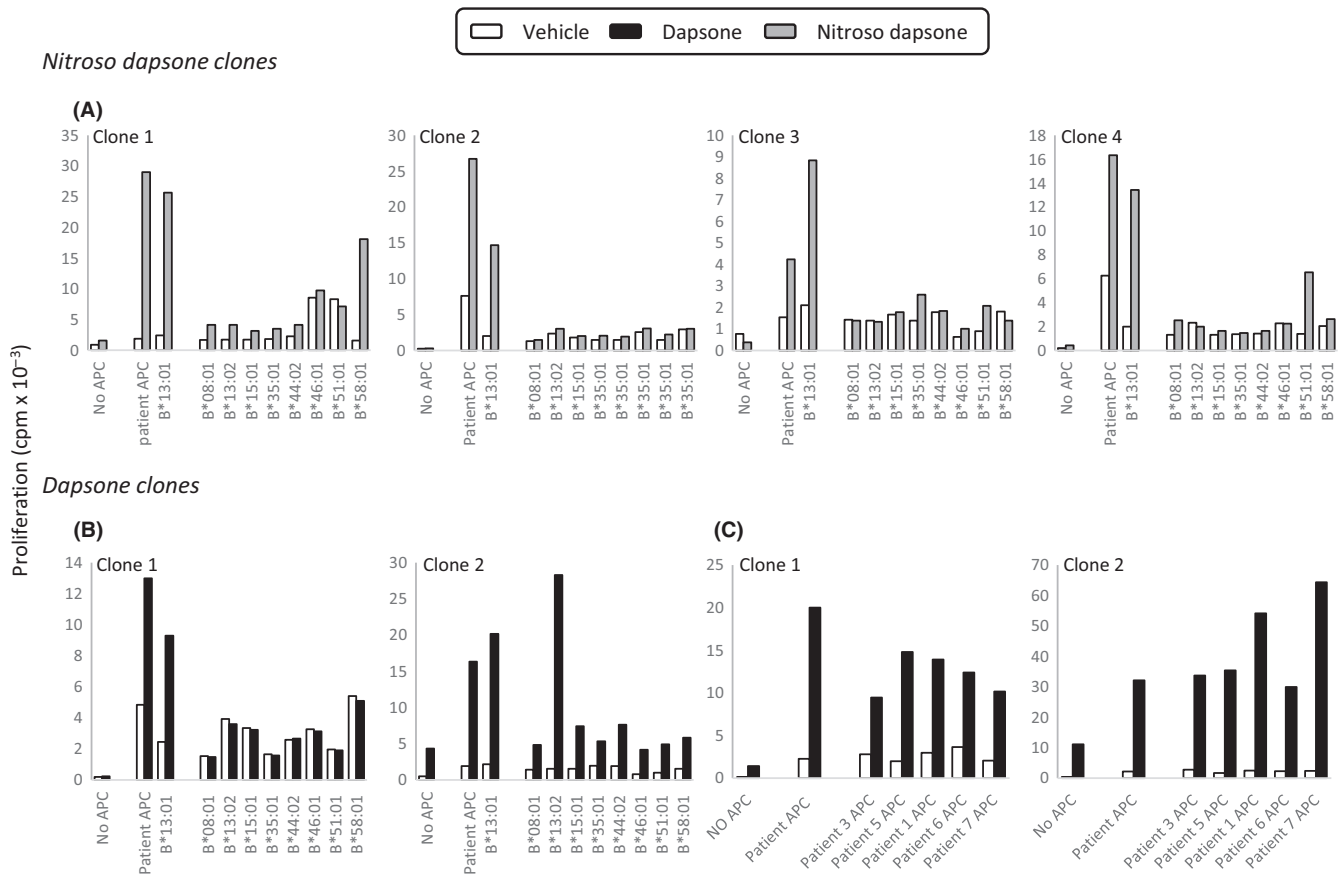 Vehicle Dapsone Nitroso dapsone
Nitroso dapsone clones
(A)
Proliferation (cpm x 10⁻³)
Clone 1
35
30
25
20
15
10
5
0
No APC
patient APC
B*13:01
B*08:01
B*13:02
B*15:01
B*35:01
B*44:02
B*46:01
B*51:01
B*58:01
Clone 2
30
25
20
15
10
5
0
No APC
Patient APC
B*13:01
B*08:01
B*13:02
B*15:01
B*35:01
B*35:01
B*35:01
B*35:01
B*35:01
Clone 3
10
9
8
7
6
5
4
3
2
1
0
No APC
Patient APC
B*13:01
B*08:01
B*13:02
B*15:01
B*35:01
B*44:02
B*46:01
B*51:01
B*58:01
Clone 4
18
16
14
12
10
8
6
4
2
0
No APC
Patient APC
B*13:01
B*08:01
B*13:02
B*15:01
B*35:01
B*44:02
B*46:01
B*51:01
B*58:01
Dapsone clones
(B)
Clone 1
14
12
10
8
6
4
2
0
No APC
Patient APC
B*13:01
B*08:01
B*13:02
B*15:01
B*35:01
B*44:02
B*46:01
B*51:01
B*58:01
Clone 2
30
25
20
15
10
5
0
No APC
Patient APC
B*13:01
B*08:01
B*13:02
B*15:01
B*35:01
B*44:02
B*46:01
B*51:01
B*58:01
(C)
Clone 1
25
20
15
10
5
0
NO APC
Patient APC
Patient 3 APC
Patient 5 APC
Patient 1 APC
Patient 6 APC
Patient 7 APC
Clone 2
70
60
50
40
30
20
10
0
No APC
Patient APC
Patient 3 APC
Patient 5 APC
Patient 1 APC
Patient 6 APC
Patient 7 APC